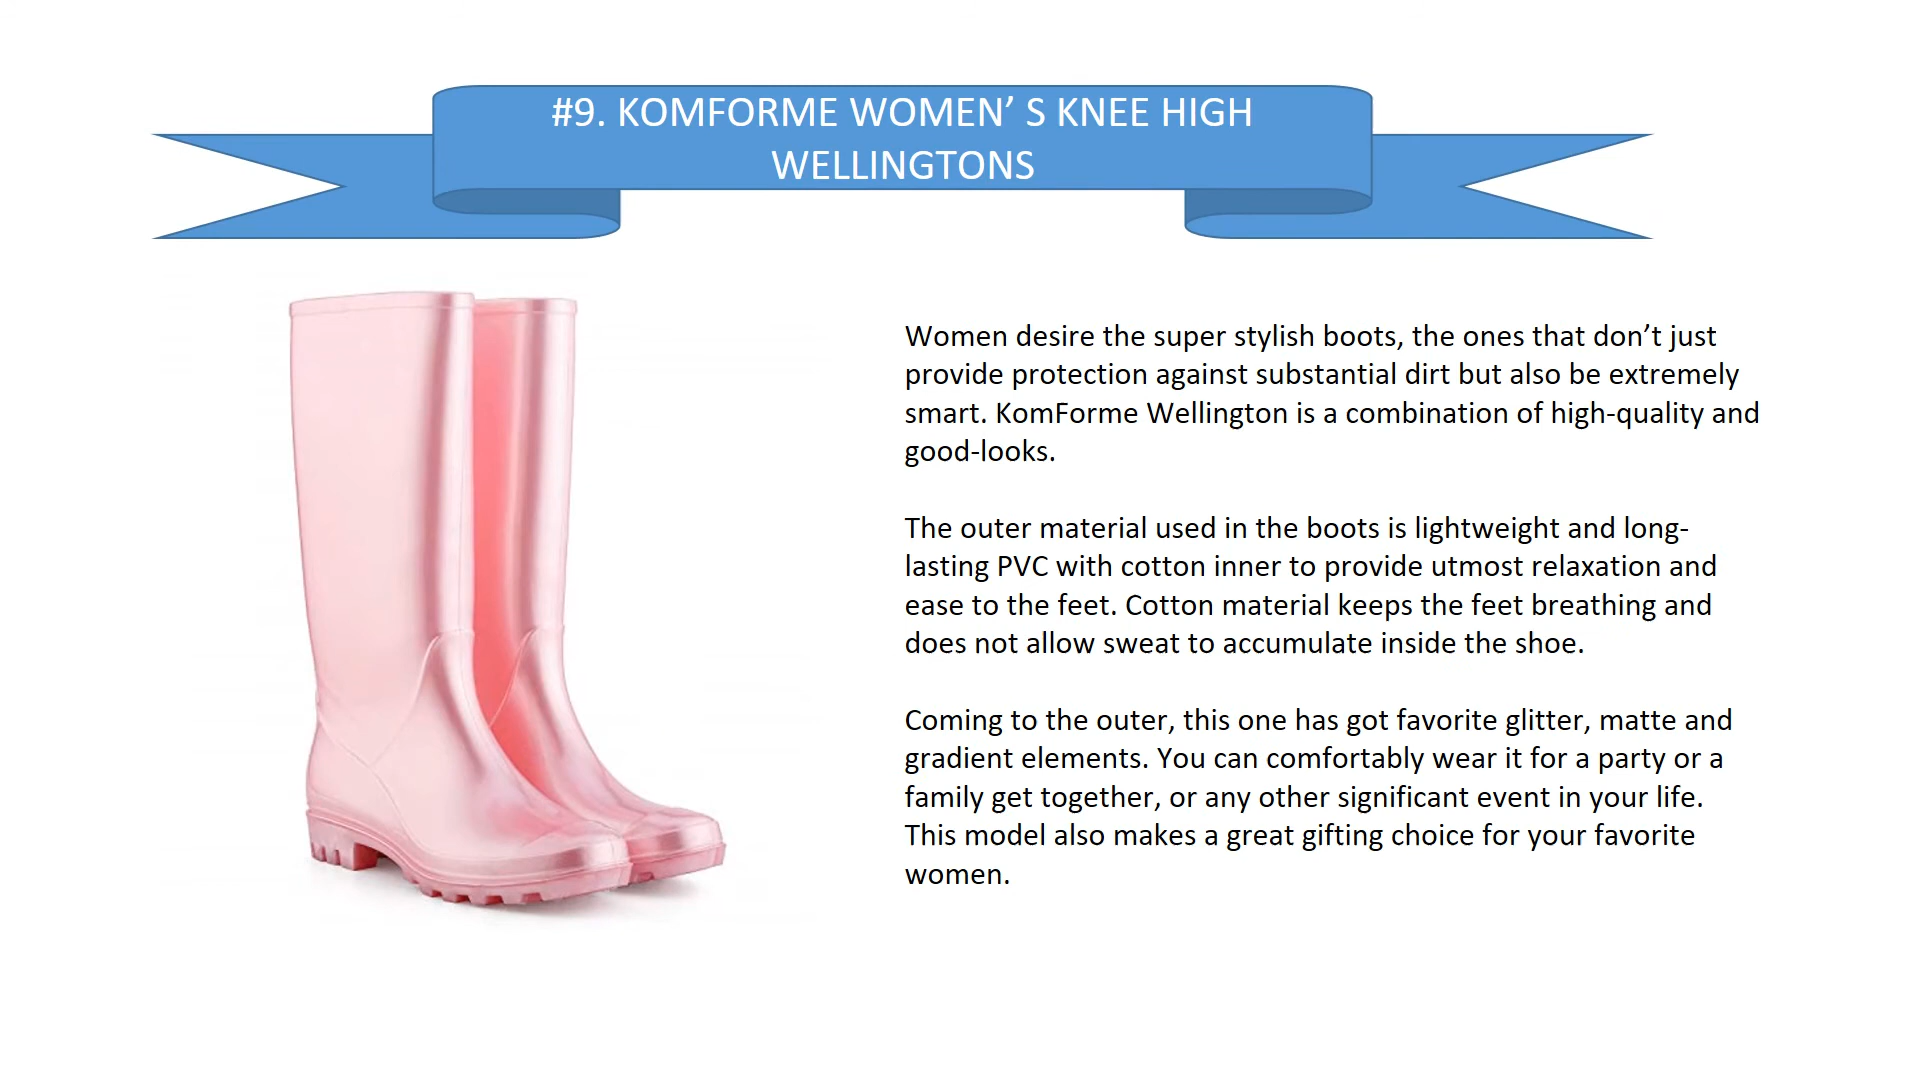 #9. KOMFORME WOMEN’ S KNEE HIGH
WELLINGTONS
Women desire the super stylish boots, the ones that don’t just
provide protection against substantial dirt but also be extremely
smart. KomForme Wellington is a combination of high-quality and
good-looks.
The outer material used in the boots is lightweight and long-
lasting PVC with cotton inner to provide utmost relaxation and
ease to the feet. Cotton material keeps the feet breathing and
does not allow sweat to accumulate inside the shoe.
Coming to the outer, this one has got favorite glitter, matte and
gradient elements. You can comfortably wear it for a party or a
family get together, or any other significant event in your life.
This model also makes a great gifting choice for your favorite
women.